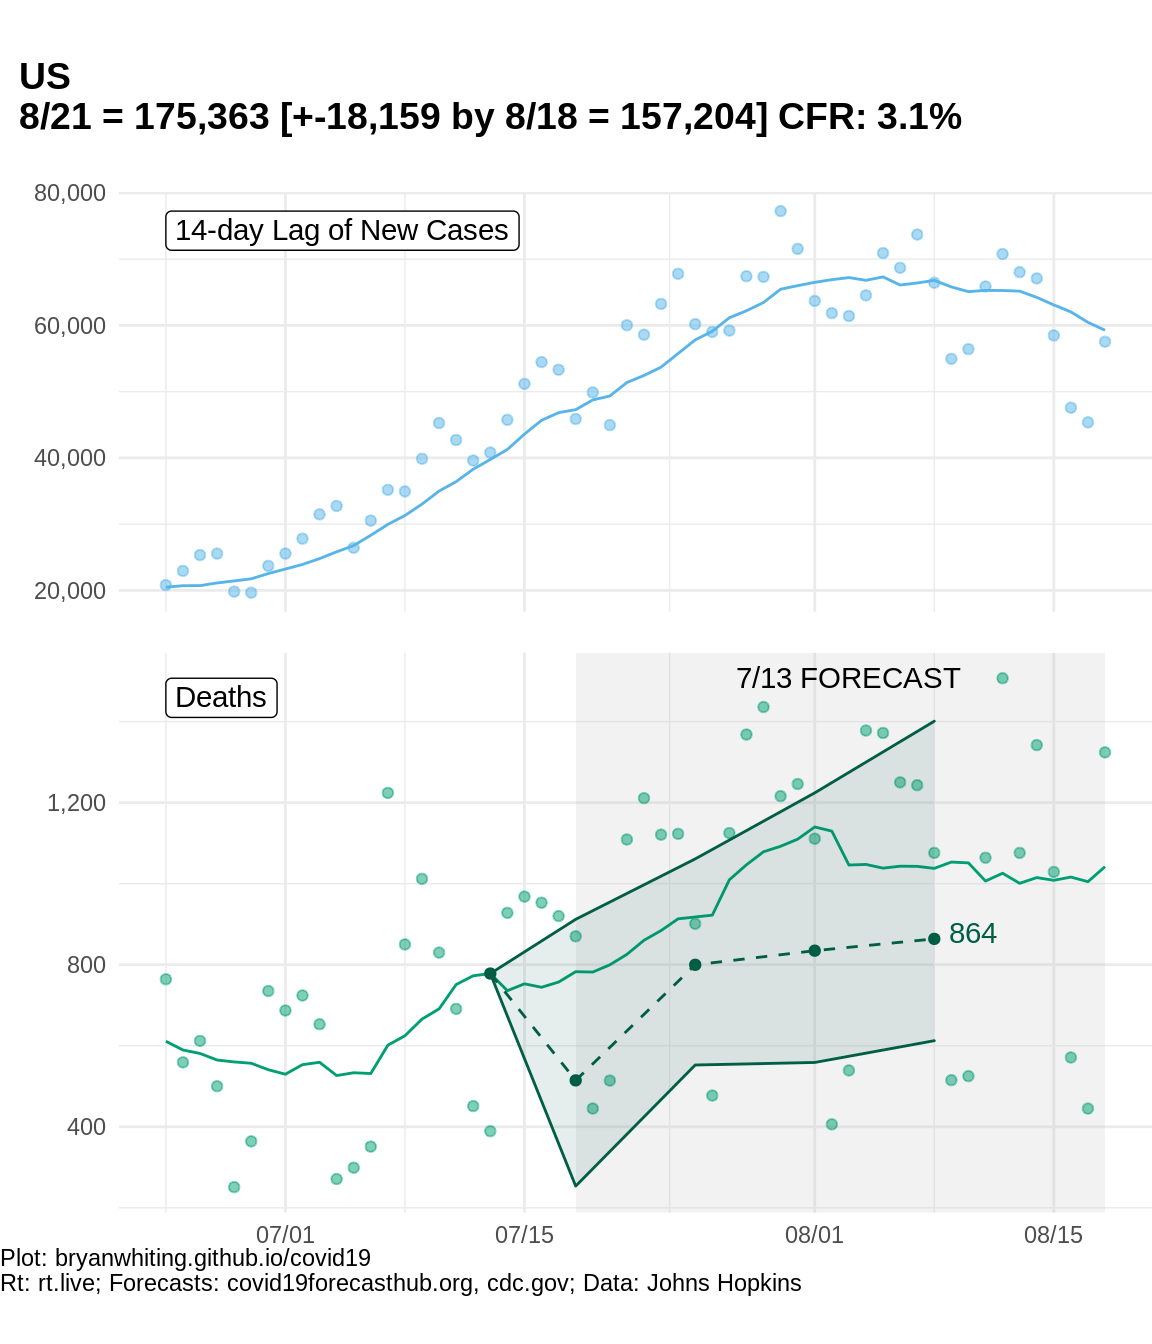 US
8/21 = 175,363 [+-18,159 by 8/18 = 157,204] CFR: 3.1%
80,000
14-day Lag of New Cases
60,000
40,000
20,000
7/13 FORECAST
Deaths
1,200
864
800
400
07/01 07/15 08/01 08/15
Plot: bryanwhiting.github.io/covid19
Rt: rt.live; Forecasts: covid19forecasthub.org, cdc.gov; Data: Johns Hopkins